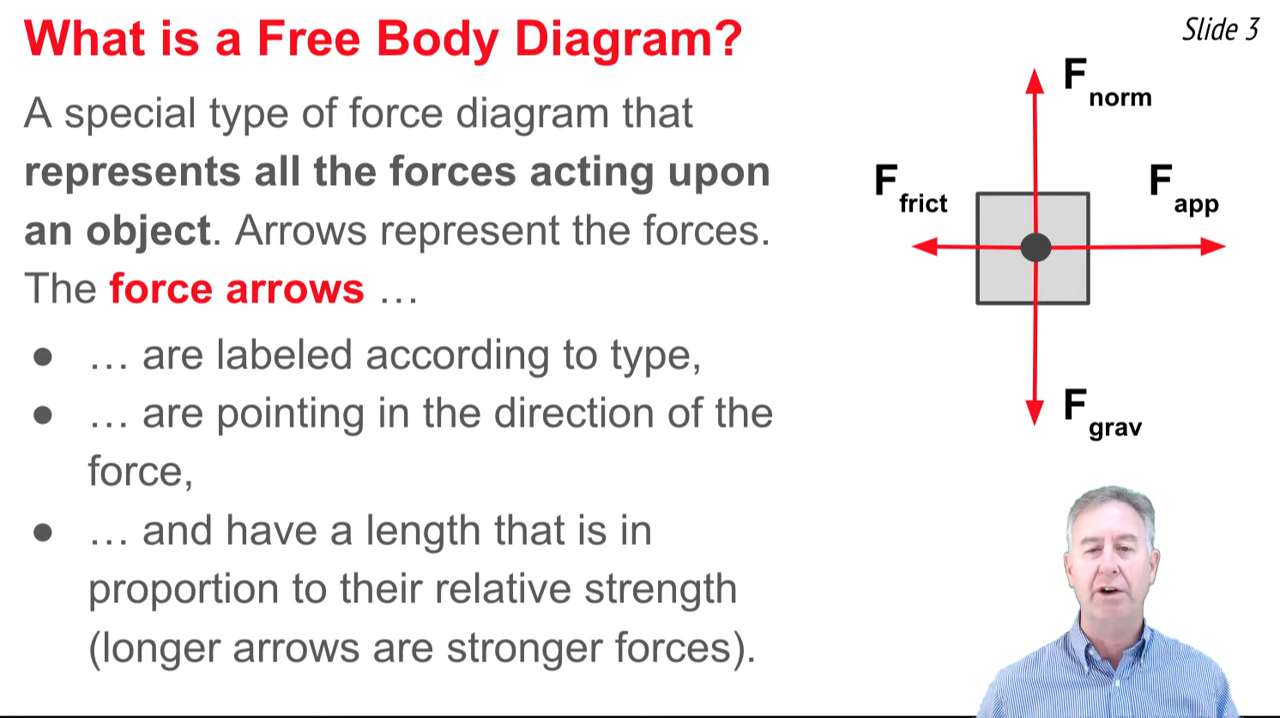 What is a Free Body Diagram?
Slide 3
A special type of force diagram that
represents all the forces acting upon
an object. Arrows represent the forces.
The force arrows …
● … are labeled according to type,
● … are pointing in the direction of the
force,
● … and have a length that is in
proportion to their relative strength
(longer arrows are stronger forces).
F norm
F frict
F app
F grav